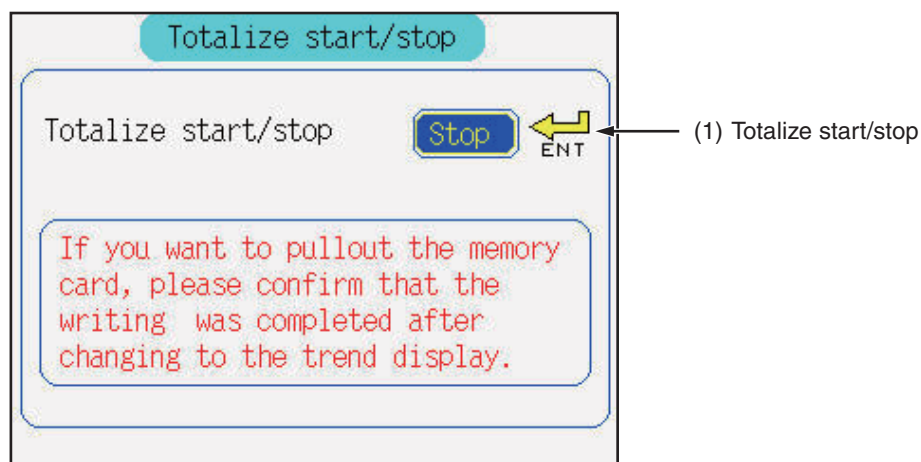 Totalize start/stop
Totalize start/stop
Stop
ENT
(1) Totalize start/stop
If you want to pullout the memory
card, please confirm that the
writing  was completed after
changing to the trend display.